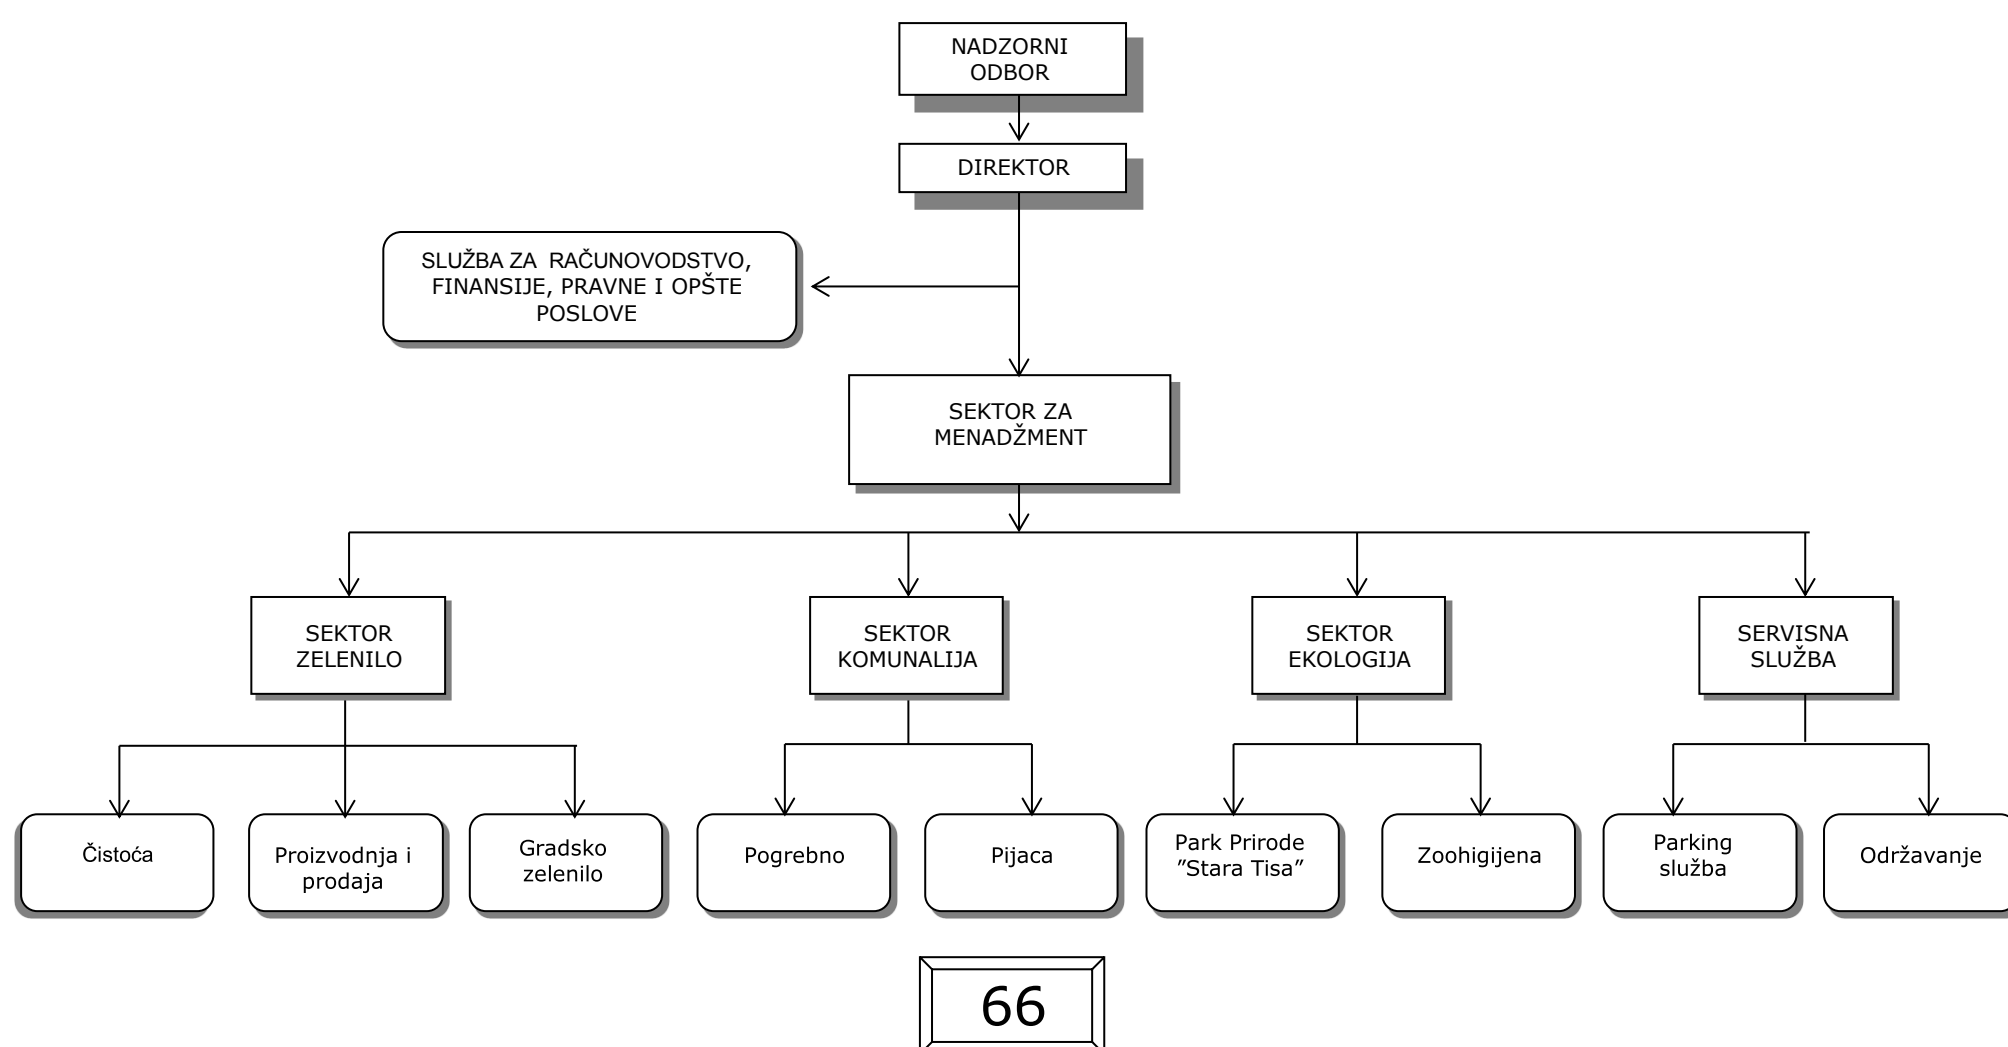 NADZORNI
ODBOR
DIREKTOR
SLUŽBA ZA  RAČUNOVODSTVO,
FINANSIJE, PRAVNE I OPŠTE
POSLOVE
SEKTOR ZA
MENADŽMENT
SEKTOR
ZELENILO
SEKTOR
KOMUNALIJA
SEKTOR
EKOLOGIJA
SERVISNA
SLUŽBA
Čistoća
Proizvodnja i
prodaja
Gradsko
zelenilo
Pogrebno
Pijaca
Park Prirode
”Stara Tisa”
Zoohigijena
Parking
služba
Održavanje
66